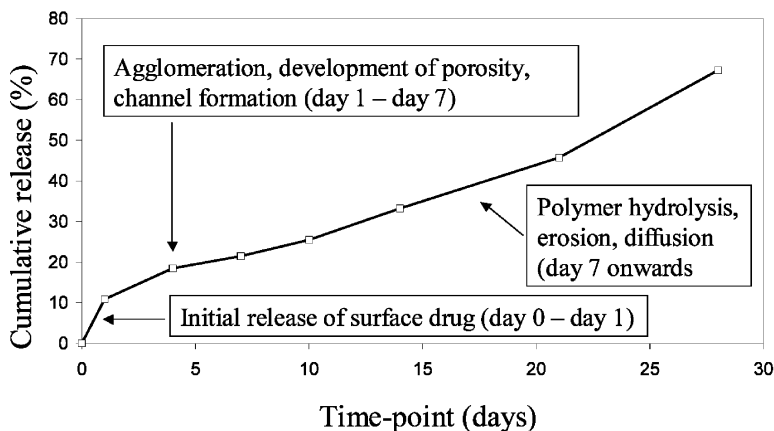 80
70
60
50
40
30
20
10
0
Cumulative release (%)
Agglomeration, development of porosity,
channel formation (day 1 – day 7)
Polymer hydrolysis,
erosion, diffusion
(day 7 onwards
Initial release of surface drug (day 0 – day 1)
0 5 10 15 20 25 30
Time-point (days)